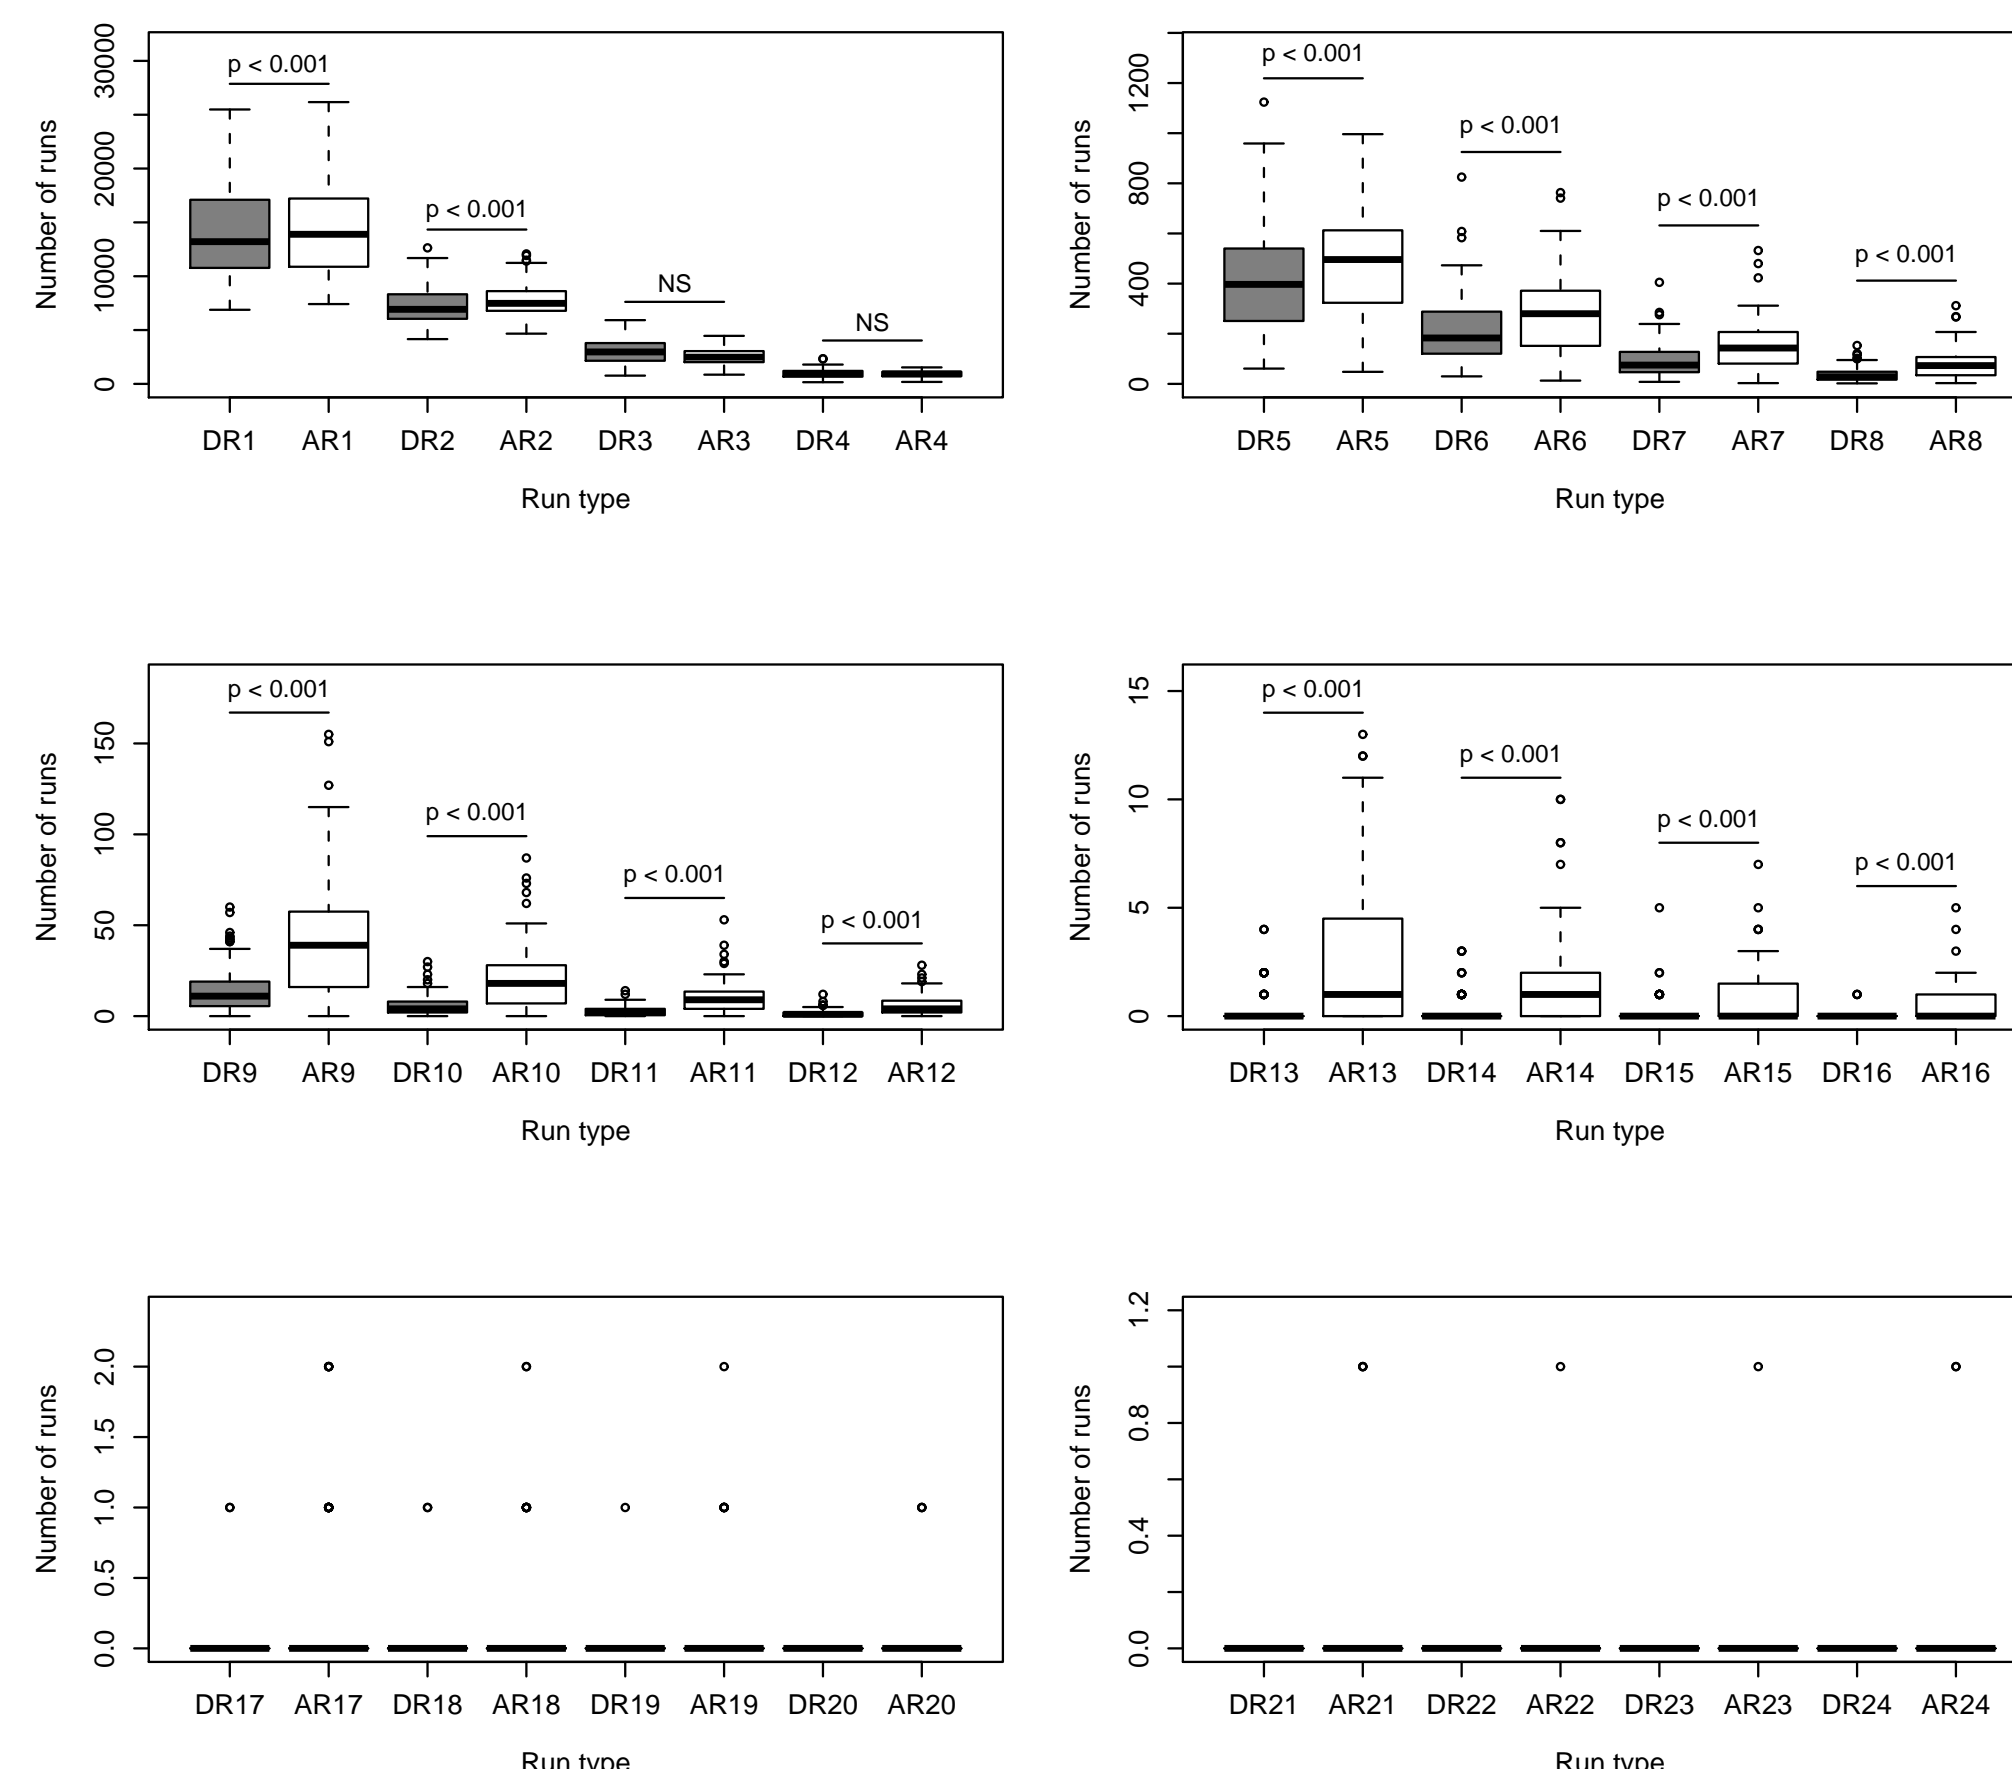 Number of runs
30000
20000
10000
0
p < 0.001
p < 0.001
NS
NS
DR1 AR1 DR2 AR2 DR3 AR3 DR4 AR4
Run type
Number of runs
1200
800
400
0
p < 0.001
p < 0.001
p < 0.001
p < 0.001
DR5 AR5 DR6 AR6 DR7 AR7 DR8 AR8
Run type
Number of runs
150
100
50
0
p < 0.001
p < 0.001
p < 0.001
p < 0.001
DR9 AR9 DR10 AR10 DR11 AR11 DR12 AR12
Run type
Number of runs
15
10
5
0
p < 0.001
p < 0.001
p < 0.001
p < 0.001
DR13 AR13 DR14 AR14 DR15 AR15 DR16 AR16
Run type
Number of runs
2.0
1.5
1.0
0.5
0.0
DR17 AR17 DR18 AR18 DR19 AR19 DR20 AR20
Run type
Number of runs
1.2
0.8
0.4
0.0
DR21 AR21 DR22 AR22 DR23 AR23 DR24 AR24
Run type